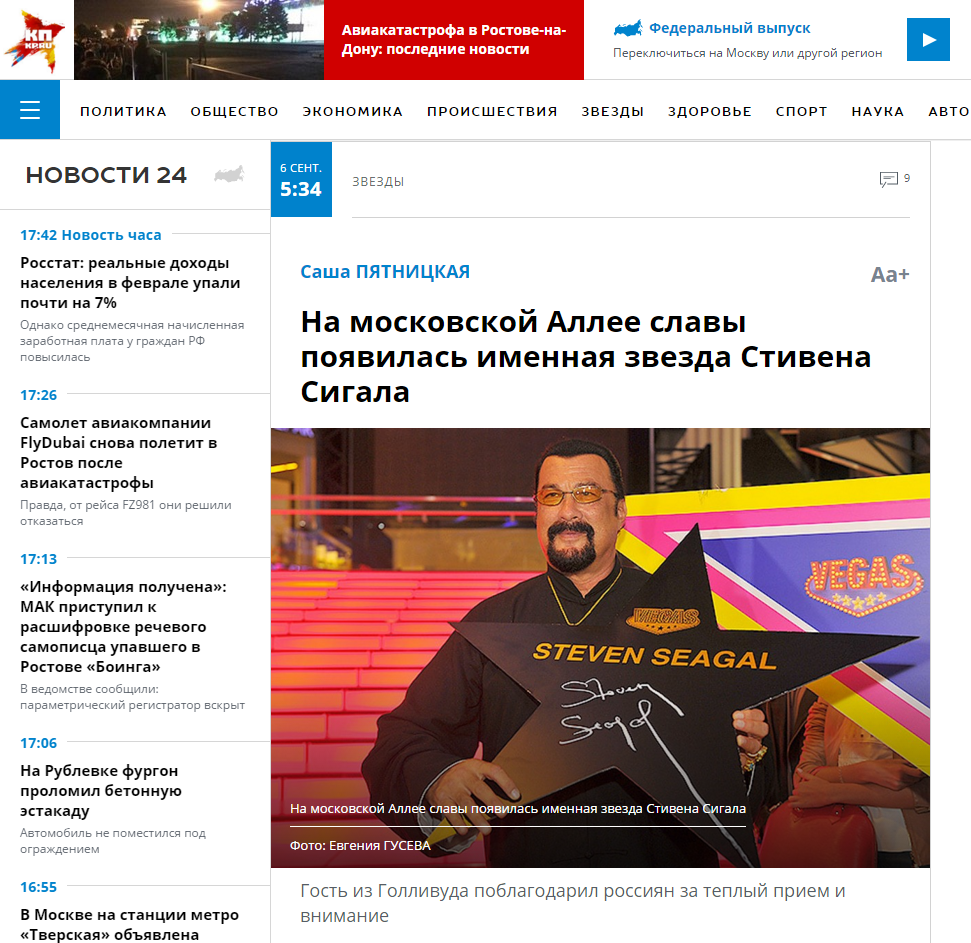 КП
KP.RU
Авиакатастрофа в Ростове-на-
Дону: последние новости
Федеральный выпуск
Переключиться на Москву или другой регион
ПОЛИТИКА ОБЩЕСТВО ЭКОНОМИКА ПРОИСШЕСТВИЯ ЗВЕЗДЫ ЗДОРОВЬЕ СПОРТ НАУКА АВТО
НОВОСТИ 24
17:42 Новость часа
Росстат: реальные доходы
населения в феврале упали
почти на 7%
Однако среднемесячная начисленная
заработная плата у граждан РФ
повысилась
17:26
Самолет авиакомпании
FlyDubai снова полетит в
Ростов после
авиакатастрофы
Правда, от рейса FZ981 они решили
отказаться
17:13
«Информация получена»:
МАК приступил к
расшифровке речевого
самописца упавшего в
Ростове «Боинга»
В ведомстве сообщили:
параметрический регистратор вскрыт
17:06
На Рублевке фургон
проломил бетонную
эстакаду
Автомобиль не поместился под
ограждением
16:55
В Москве на станции метро
«Тверская» объявлена
6 СЕНТ.
5:34
ЗВЕЗДЫ
9
Саша ПЯТНИЦКАЯ
Aa+
На московской Аллее славы
появилась именная звезда Стивена
Сигала
VEGAS
VEGAS
STEVEN SEAGAL
Steven
Seagal
На московской Аллее славы появилась именная звезда Стивена Сигала
Фото: Евгения ГУСЕВА
Гость из Голливуда поблагодарил россиян за теплый прием и
внимание